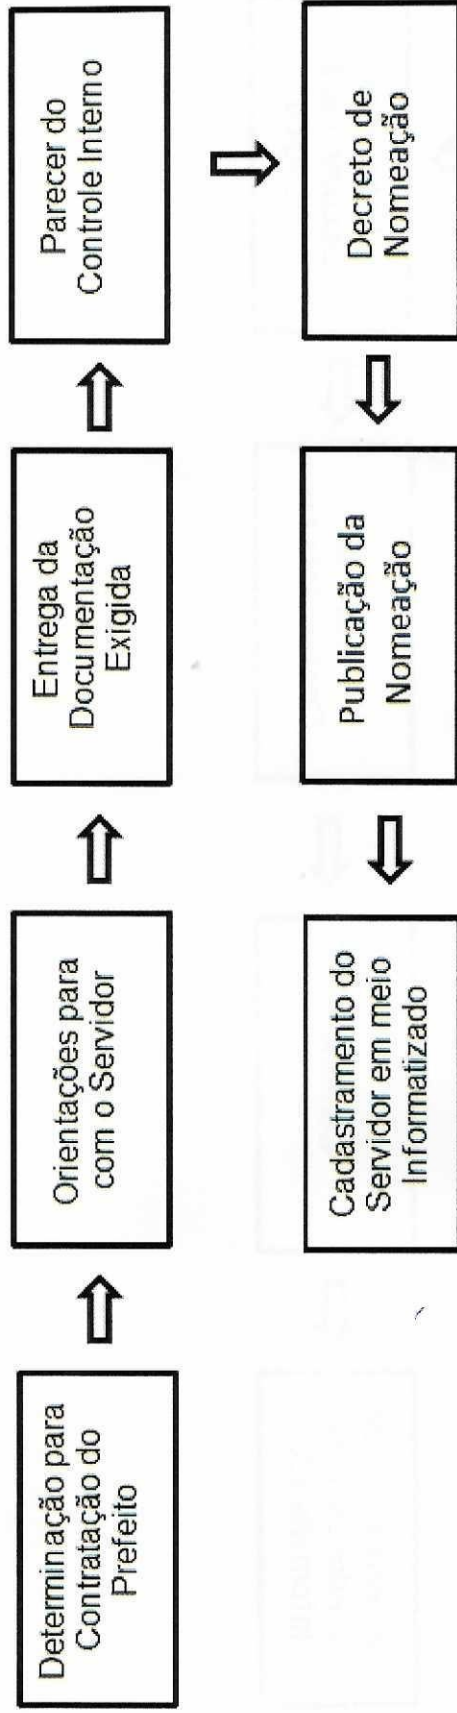 Determinação para
Contratação do
Prefeito
Orientações para
com o Servidor
Entrega da
Documentação
Exigida
Parecer do
Controle Interno
Decreto de
Nomeação
Publicação da
Nomeação
Cadastramento do
Servidor em meio
Informatizado